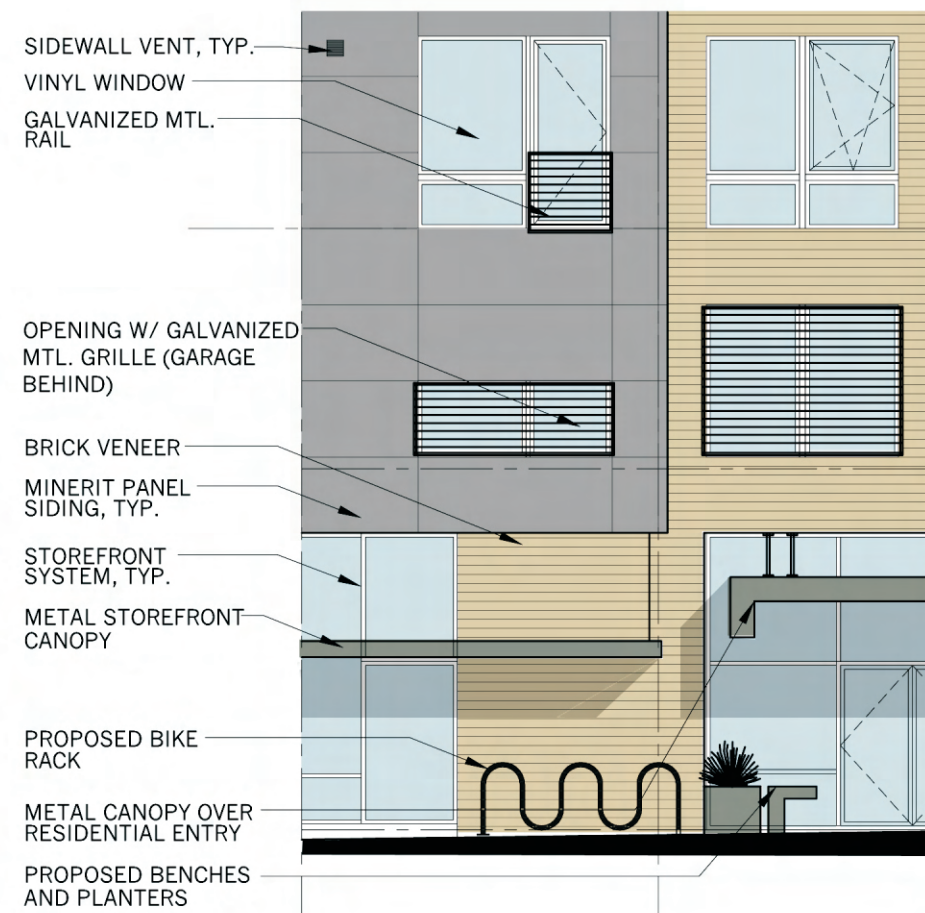 SIDEWALL VENT, TYP.
VINYL WINDOW
GALVANIZED MTL.
RAIL
OPENING W/ GALVANIZED
MTL. GRILLE (GARAGE
BEHIND)
BRICK VENEER
MINERIT PANEL
SIDING, TYP.
STOREFRONT
SYSTEM, TYP.
METAL STOREFRONT
CANOPY
PROPOSED BIKE
RACK
METAL CANOPY OVER
RESIDENTIAL ENTRY
PROPOSED BENCHES
AND PLANTERS